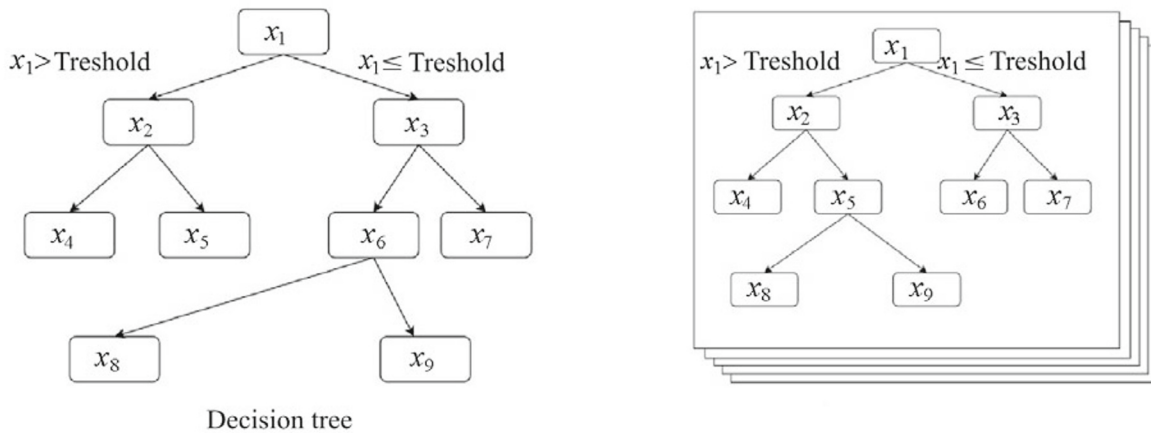 x₁
x₁>Treshold x₁≤ Treshold
x₂ x₃
x₄ x₅ x₆ x₇
x₈ x₉
Decision tree
x₁
x₁> Treshold x₁≤ Treshold
x₂ x₃
x₄ x₅ x₆ x₇
x₈ x₉